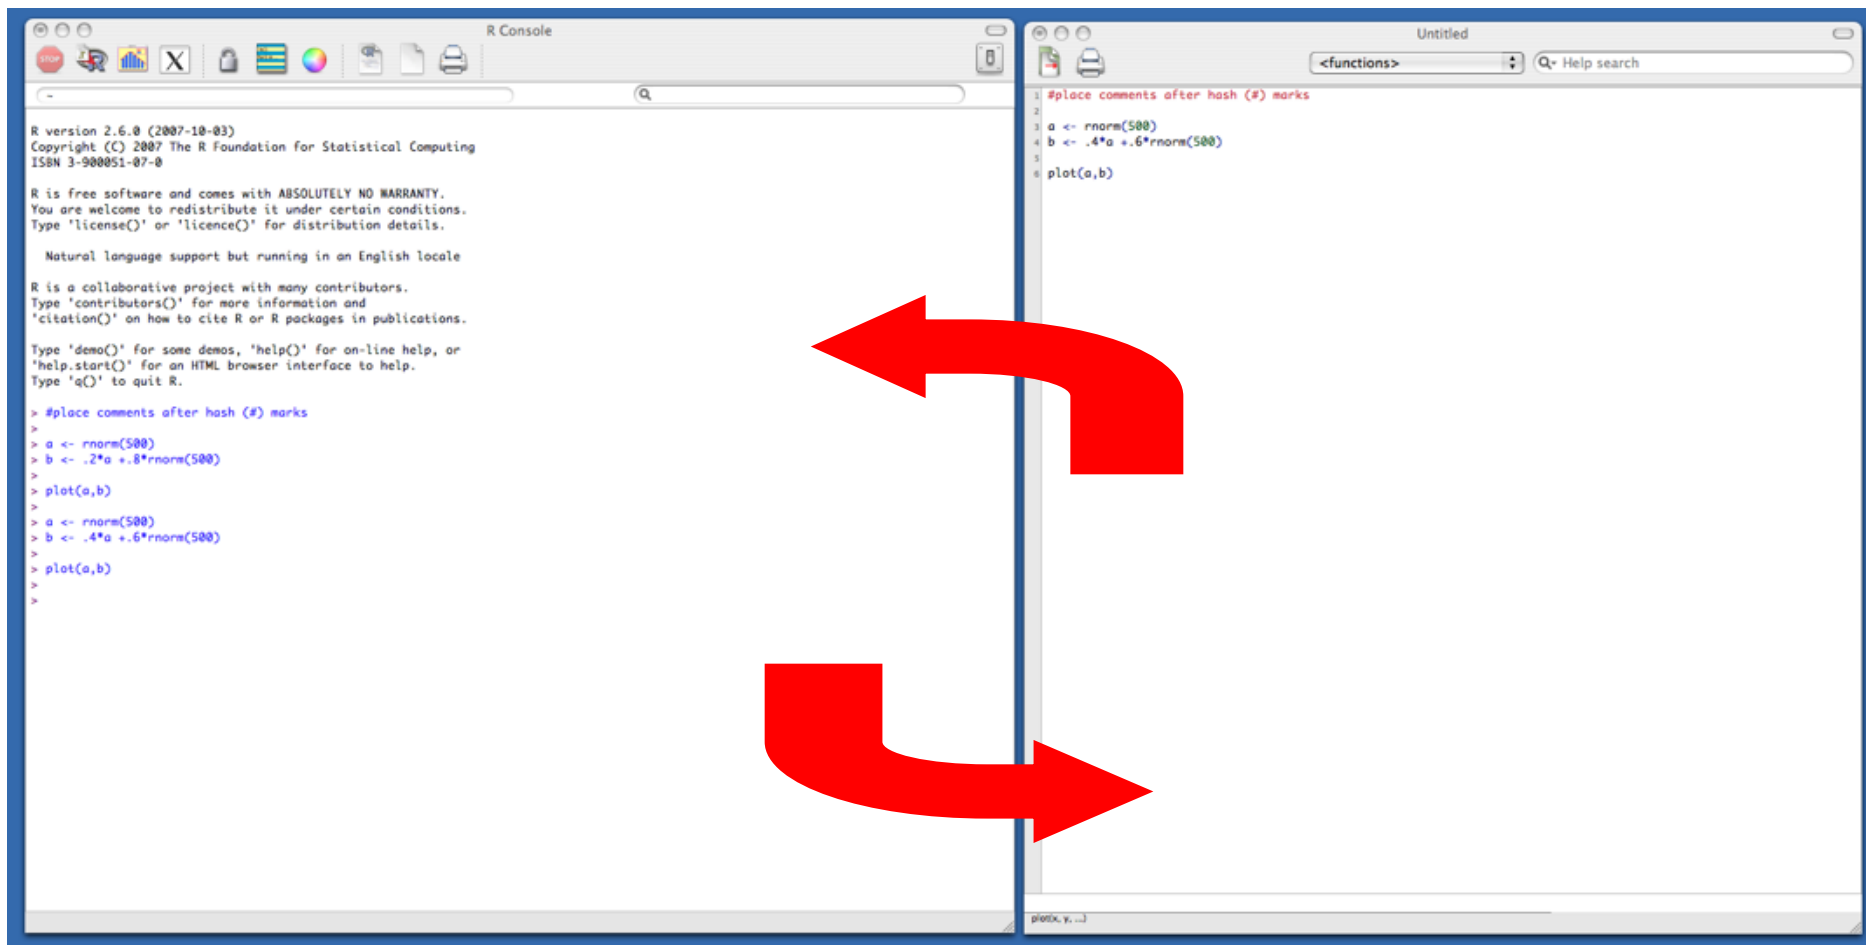 R Console
STOP
R
X
~
R version 2.6.0 (2007-10-03)
Copyright (C) 2007 The R Foundation for Statistical Computing
ISBN 3-900051-07-0
R is free software and comes with ABSOLUTELY NO WARRANTY.
You are welcome to redistribute it under certain conditions.
Type 'license()' or 'licence()' for distribution details.
Natural language support but running in an English locale
R is a collaborative project with many contributors.
Type 'contributors()' for more information and
'citation()' on how to cite R or R packages in publications.
Type 'demo()' for some demos, 'help()' for on-line help, or
'help.start()' for an HTML browser interface to help.
Type 'q()' to quit R.
> #place comments after hash (#) marks
>
> a <- rnorm(500)
> b <- .2*a +.8*rnorm(500)
>
> plot(a,b)
>
> a <- rnorm(500)
> b <- .4*a +.6*rnorm(500)
>
> plot(a,b)
>
>
Untitled
<functions>
Help search
1 #place comments after hash (#) marks
2
3 a <- rnorm(500)
4 b <- .4*a +.6*rnorm(500)
5
6 plot(a,b)
plot(x, y, ...)